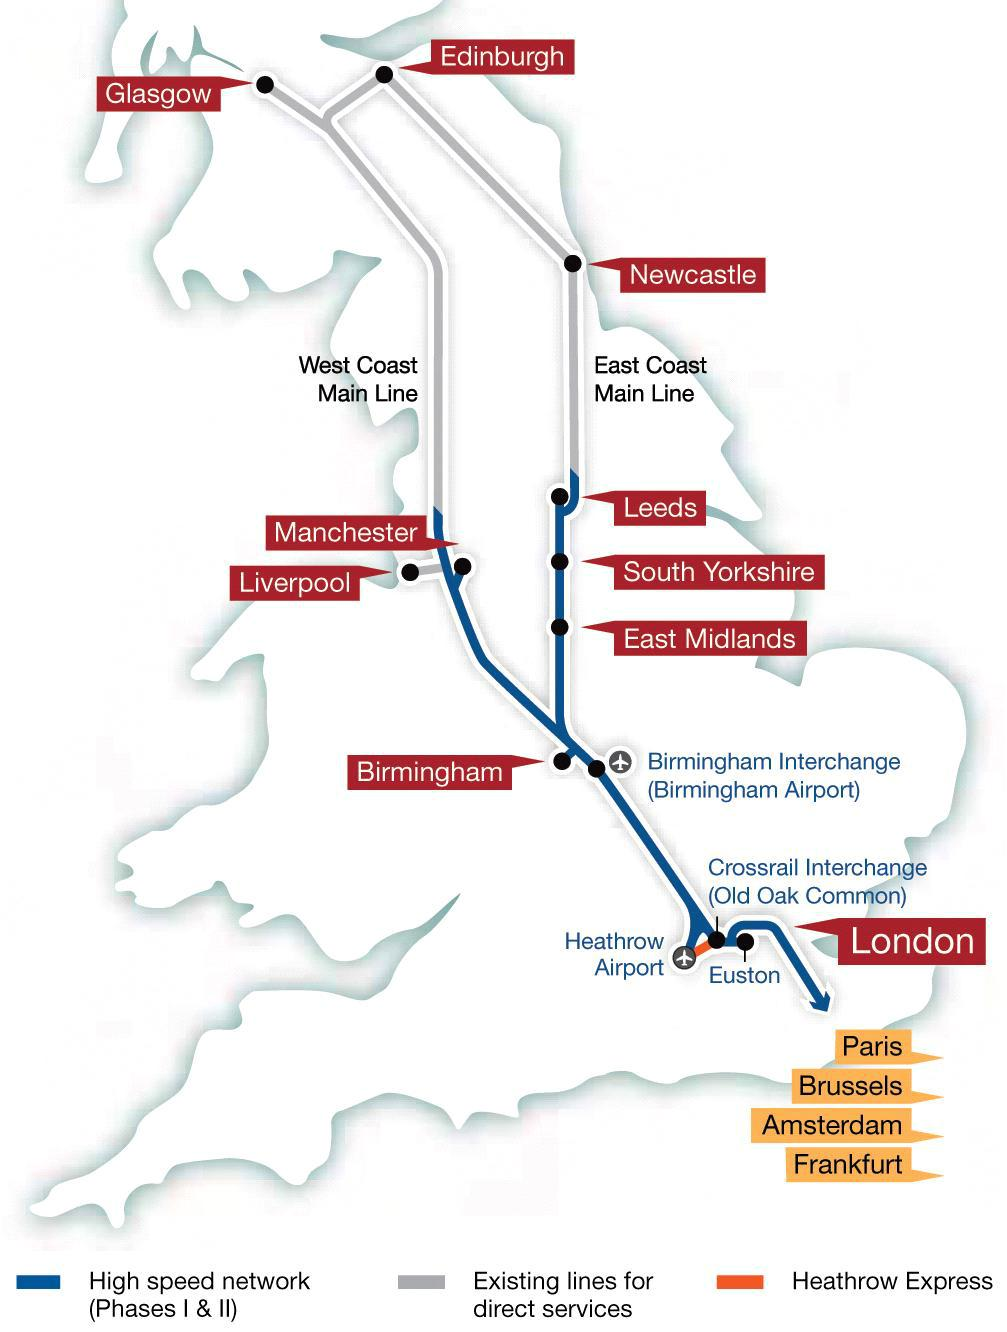 Edinburgh
Glasgow
Newcastle
West Coast
Main Line
East Coast
Main Line
Leeds
Manchester
South Yorkshire
Liverpool
East Midlands
Birmingham
Birmingham Interchange
(Birmingham Airport)
Crossrail Interchange
(Old Oak Common)
London
Heathrow
Airport
Euston
Paris
Brussels
Amsterdam
Frankfurt
High speed network
(Phases I & II)
Existing lines for
direct services
Heathrow Express